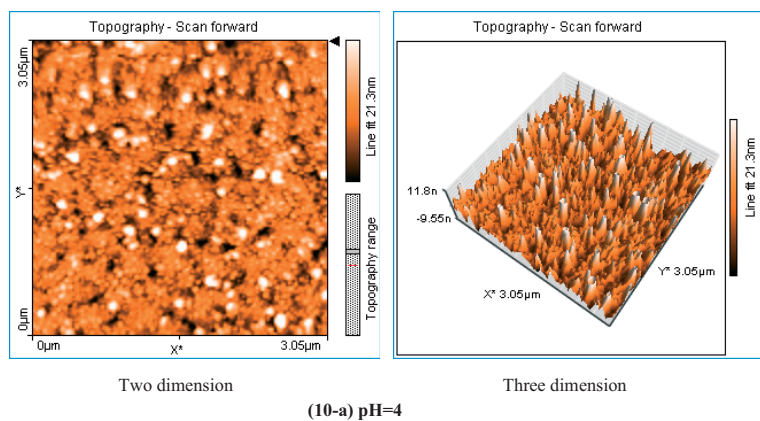 Topography - Scan forward
3.05µm
Y*
0µm
0µm
X*
3.05µm
Line fit 21.3nm
Topography range
Topography - Scan forward
11.8n
-9.55n
X* 3.05µm
Y* 3.05µm
Line fit 21.3nm
Two dimension
Three dimension
(10-a) pH=4